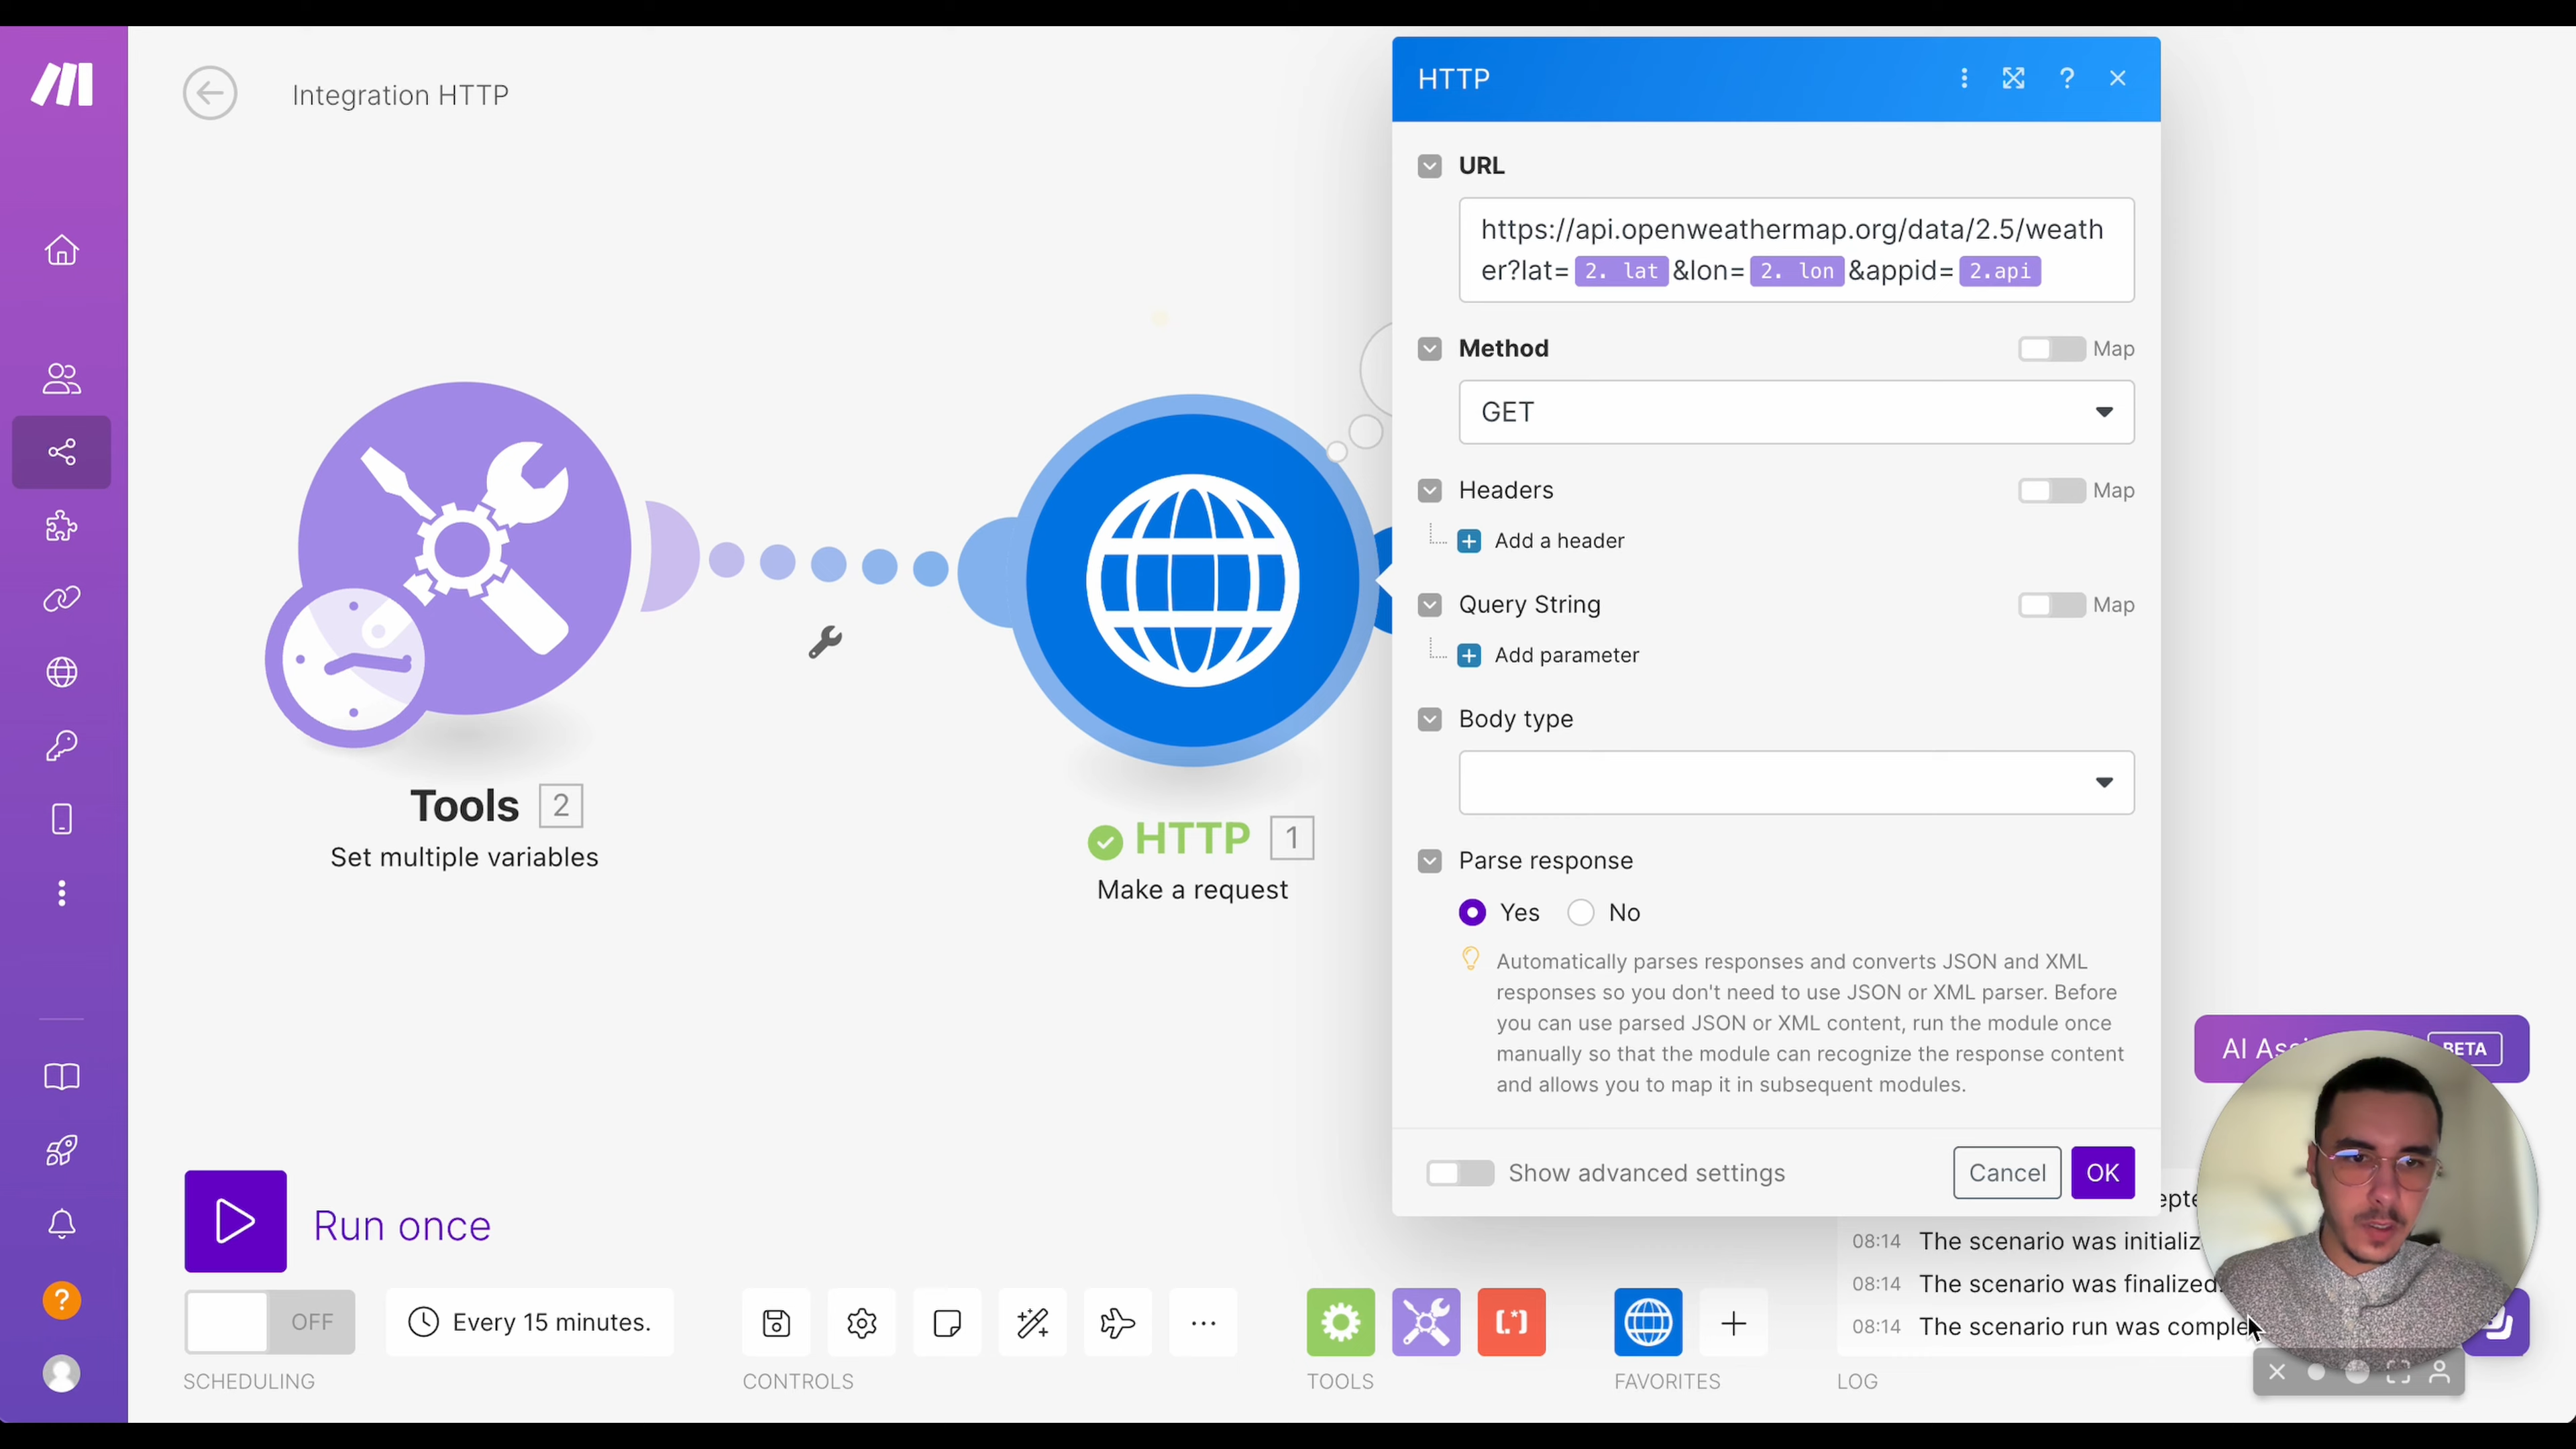 Integration HTTP
HTTP
?
URL
https://api.openweathermap.org/data/2.5/weath
er?lat= 2. lat &lon= 2. lon &appid= 2.api
Method
Map
GET
Headers
Map
Add a header
Query String
Map
Add parameter
Body type
Parse response
Yes
No
Automatically parses responses and converts JSON and XML
responses so you don't need to use JSON or XML parser. Before
you can use parsed JSON or XML content, run the module once
manually so that the module can recognize the response content
and allows you to map it in subsequent modules.
Show advanced settings
Cancel
OK
Tools 2
Set multiple variables
HTTP 1
Make a request
AI
BETA
Run once
OFF
Every 15 minutes.
SCHEDULING
CONTROLS
TOOLS
FAVORITES
LOG
08:14 The scenario was
08:14 The scenario was finalized.
08:14 The scenario run was
?